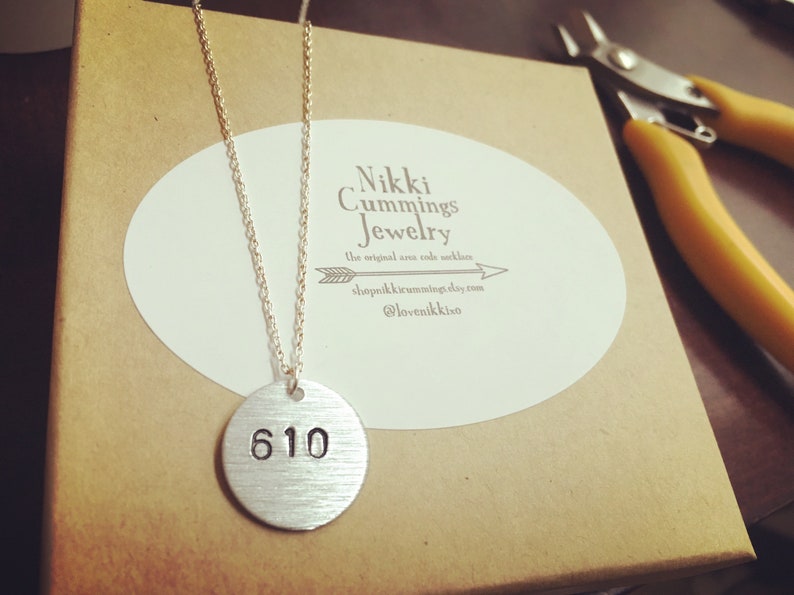 Nikki
Cummings
Jewelry
the original area code necklace
shopnikkicummings.etsy.com
@lovenikkixo
610